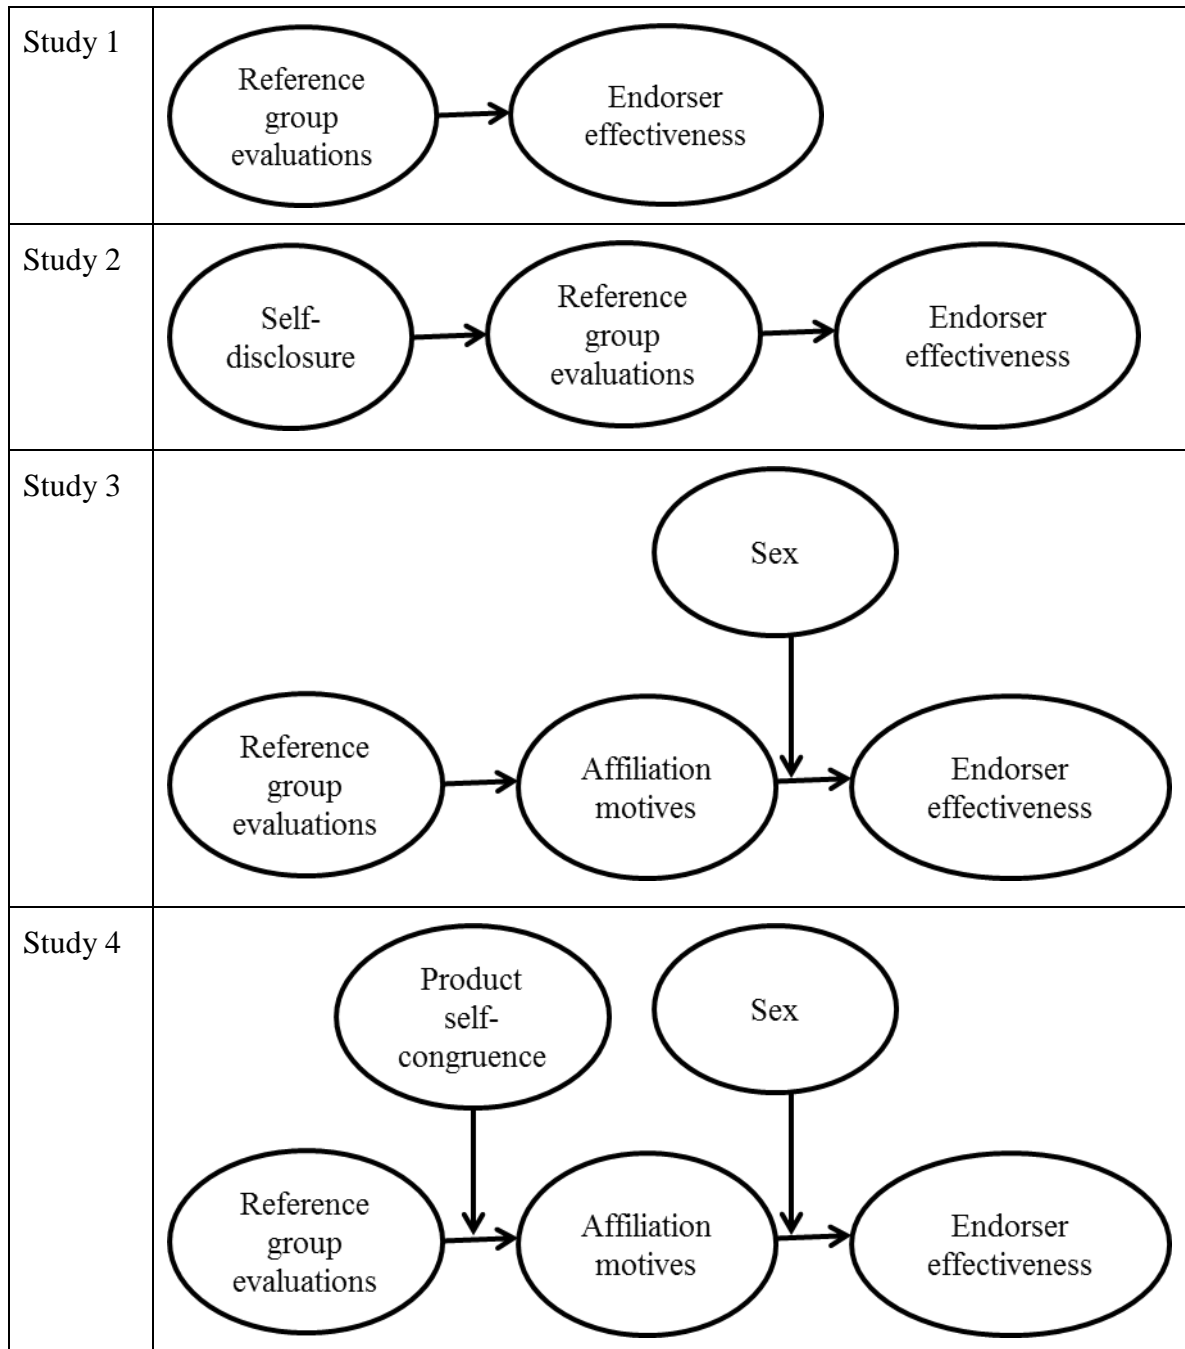 Study 1
Reference
group
evaluations
Endorser
effectiveness
Study 2
Self-
disclosure
Reference
group
evaluations
Endorser
effectiveness
Study 3
Sex
Reference
group
evaluations
Affiliation
motives
Endorser
effectiveness
Study 4
Product
self-
congruence
Sex
Reference
group
evaluations
Affiliation
motives
Endorser
effectiveness